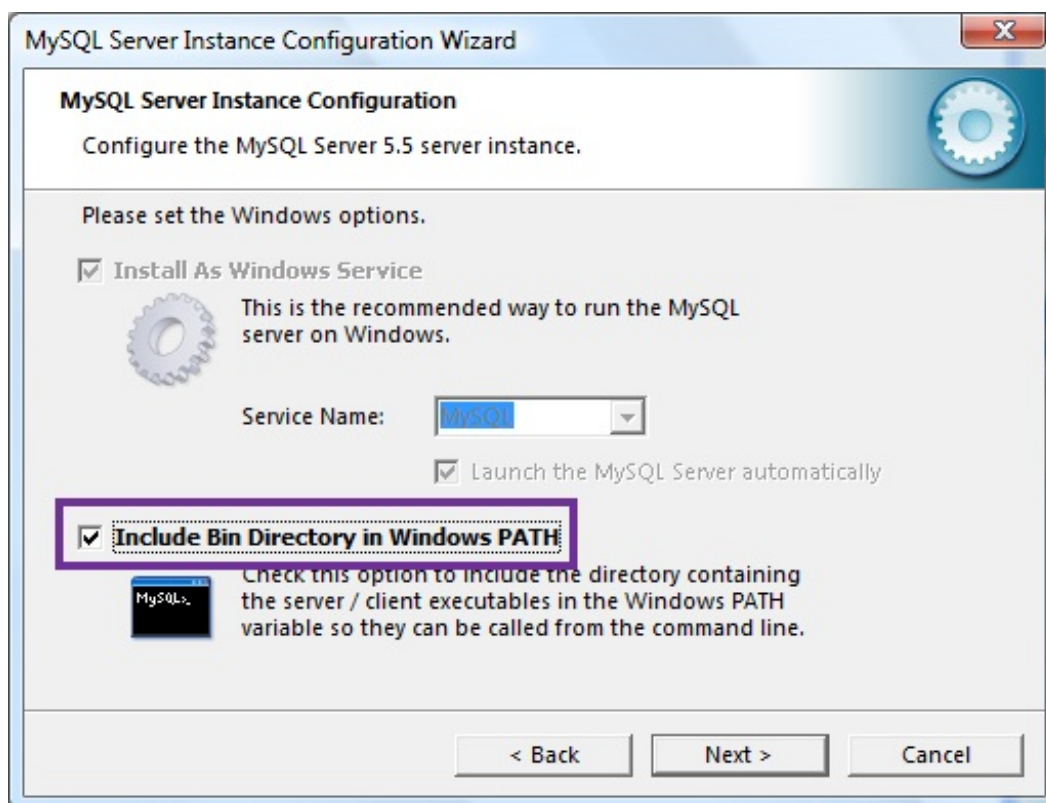 MySQL Server Instance Configuration Wizard
MySQL Server Instance Configuration
Configure the MySQL Server 5.5 server instance.
Please set the Windows options.
Install As Windows Service
This is the recommended way to run the MySQL
server on Windows.
Service Name: MySQL
Launch the MySQL Server automatically
Include Bin Directory in Windows PATH
Check this option to include the directory containing
the server / client executables in the Windows PATH
variable so they can be called from the command line.
MySQL>_
< Back Next > Cancel